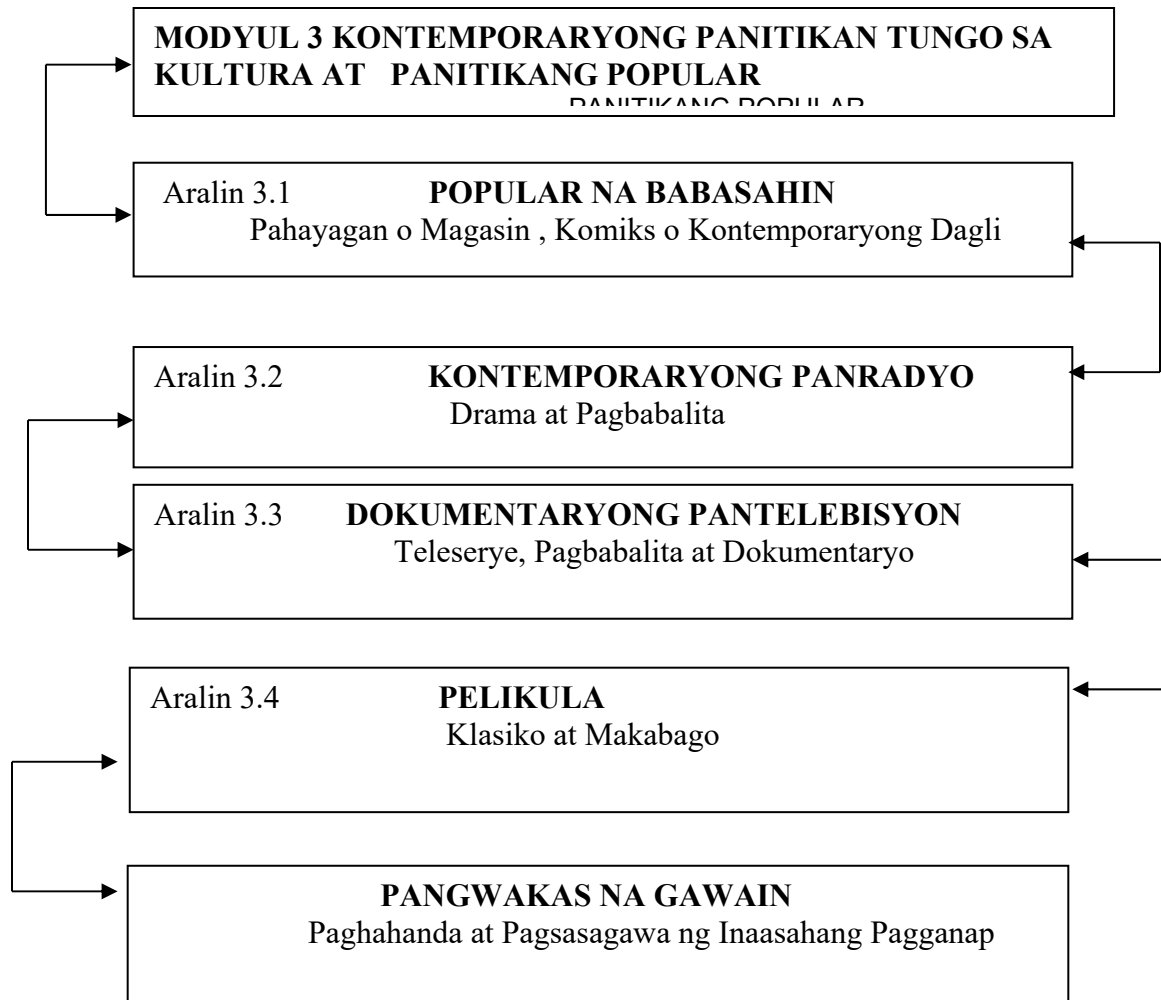 MODYUL 3 KONTEMPORARYONG PANITIKAN TUNGO SA
KULTURA AT PANITIKANG POPULAR
PANITIKANG POPULAR
Aralin 3.1 POPULAR NA BABASAHIN
Pahayagan o Magasin , Komiks o Kontemporaryong Dagli
Aralin 3.2 KONTEMPORARYONG PANRADYO
Drama at Pagbabalita
Aralin 3.3 DOKUMENTARYONG PANTELEBISYON
Teleserye, Pagbabalita at Dokumentaryo
Aralin 3.4 PELIKULA
Klasiko at Makabago
PANGWAKAS NA GAWAIN
Paghahanda at Pagsasagawa ng Inaasahang Pagganap